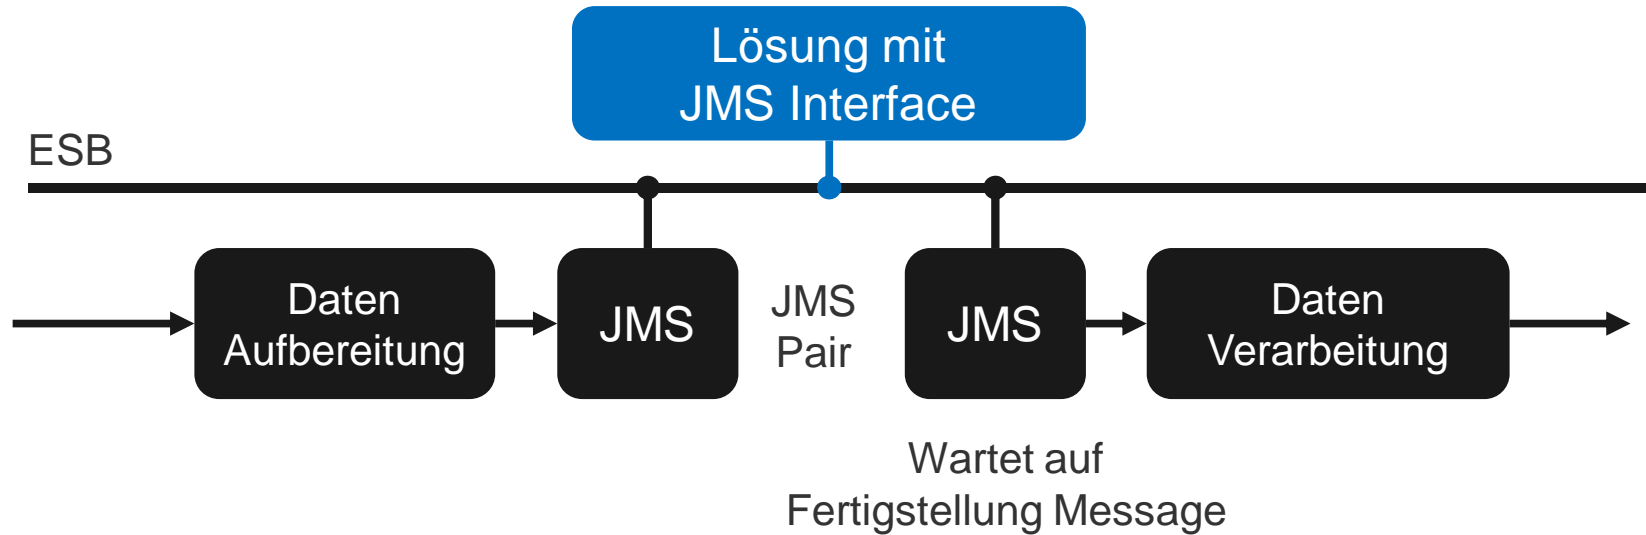 Lösung mit
JMS Interface
ESB
Daten
Aufbereitung
JMS
JMS
Pair
JMS
Daten
Verarbeitung
Wartet auf
Fertigstellung Message